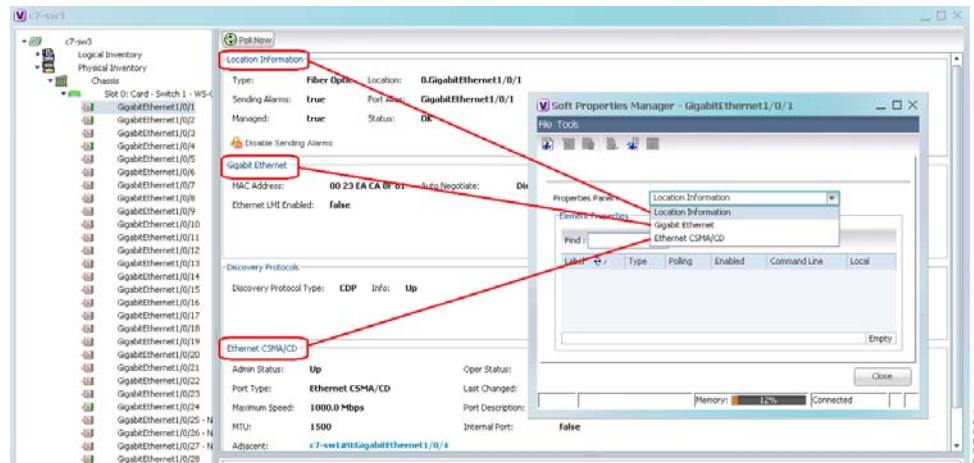 c7-sw3
c7-sw3
Logical Inventory
Physical Inventory
Chassis
Slot 0: Card - Switch 1 - WS-C
GigabitEthernet1/0/1
GigabitEthernet1/0/2
GigabitEthernet1/0/3
GigabitEthernet1/0/4
GigabitEthernet1/0/5
GigabitEthernet1/0/6
GigabitEthernet1/0/7
GigabitEthernet1/0/8
GigabitEthernet1/0/9
GigabitEthernet1/0/10
GigabitEthernet1/0/11
GigabitEthernet1/0/12
GigabitEthernet1/0/13
GigabitEthernet1/0/14
GigabitEthernet1/0/15
GigabitEthernet1/0/16
GigabitEthernet1/0/17
GigabitEthernet1/0/18
GigabitEthernet1/0/19
GigabitEthernet1/0/20
GigabitEthernet1/0/21
GigabitEthernet1/0/22
GigabitEthernet1/0/23
GigabitEthernet1/0/24
GigabitEthernet1/0/25 - N
GigabitEthernet1/0/26 - N
GigabitEthernet1/0/27 - N
GigabitEthernet1/0/28
Poll Now
Location Information
Type: Fiber Optic Location: 0.GigabitEthernet1/0/1
Sending Alarms: true Port Alias: GigabitEthernet1/0/1
Managed: true Status: OK
Disable Sending Alarms
Gigabit Ethernet
MAC Address: 00 23 EA CA Auto Negotiate: Di
Ethernet LMI Enabled: false
Discovery Protocols
Discovery Protocol Type: CDP Info: Up
Ethernet CSMA/CD
Admin Status: Up Oper Status:
Port Type: Ethernet CSMA/CD Last Changed:
Maximum Speed: 1000.0 Mbps Port Description:
MTU: 1500 Internal Port: false
Adjacent: c7-sw1#0:GigabitEthernet1/0/4
Soft Properties Manager - GigabitEthernet1/0/1
File Tools
Properties Panel: Location Information
Location Information
Gigabit Ethernet
Ethernet CSMA/CD
Element Properties
Find :
Label Type Polling Enabled Command Line Local
Empty
Close
Memory: 12% Connected